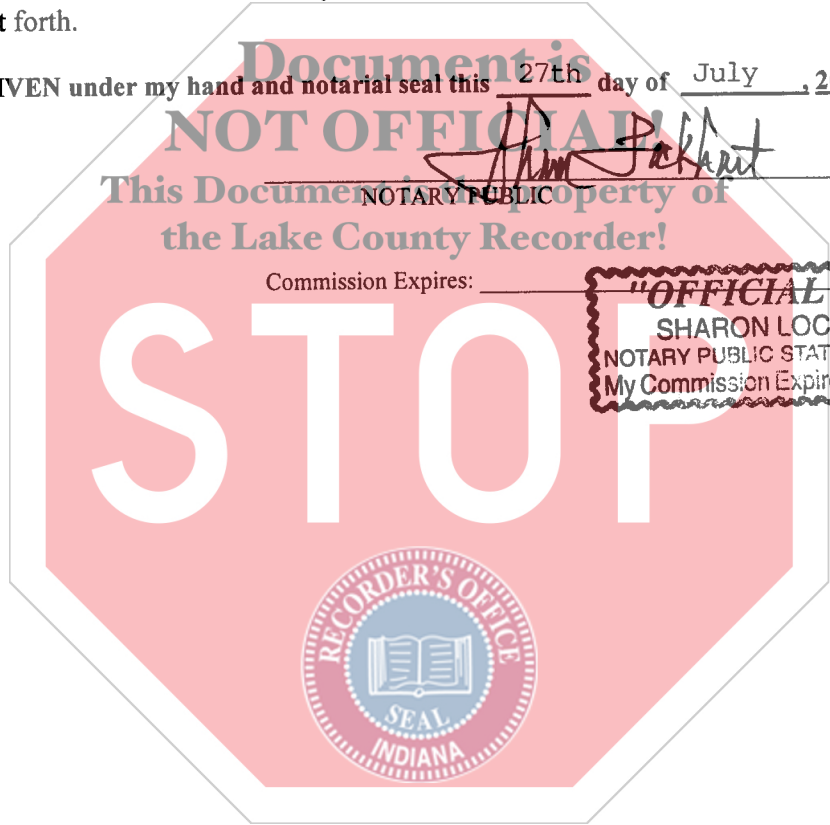 t forth.
Document is
IVEN under my hand and notarial seal this 27th day of July , 2
NOT OFFICIAL!
This Document is the property of
NOTARY PUBLIC
the Lake County Recorder!
Commission Expires:
"OFFICIAL
SHARON LOC
NOTARY PUBLIC STAT
My Commission Expir
STOP
RECORDER'S OFFICE
SEAL
INDIANA